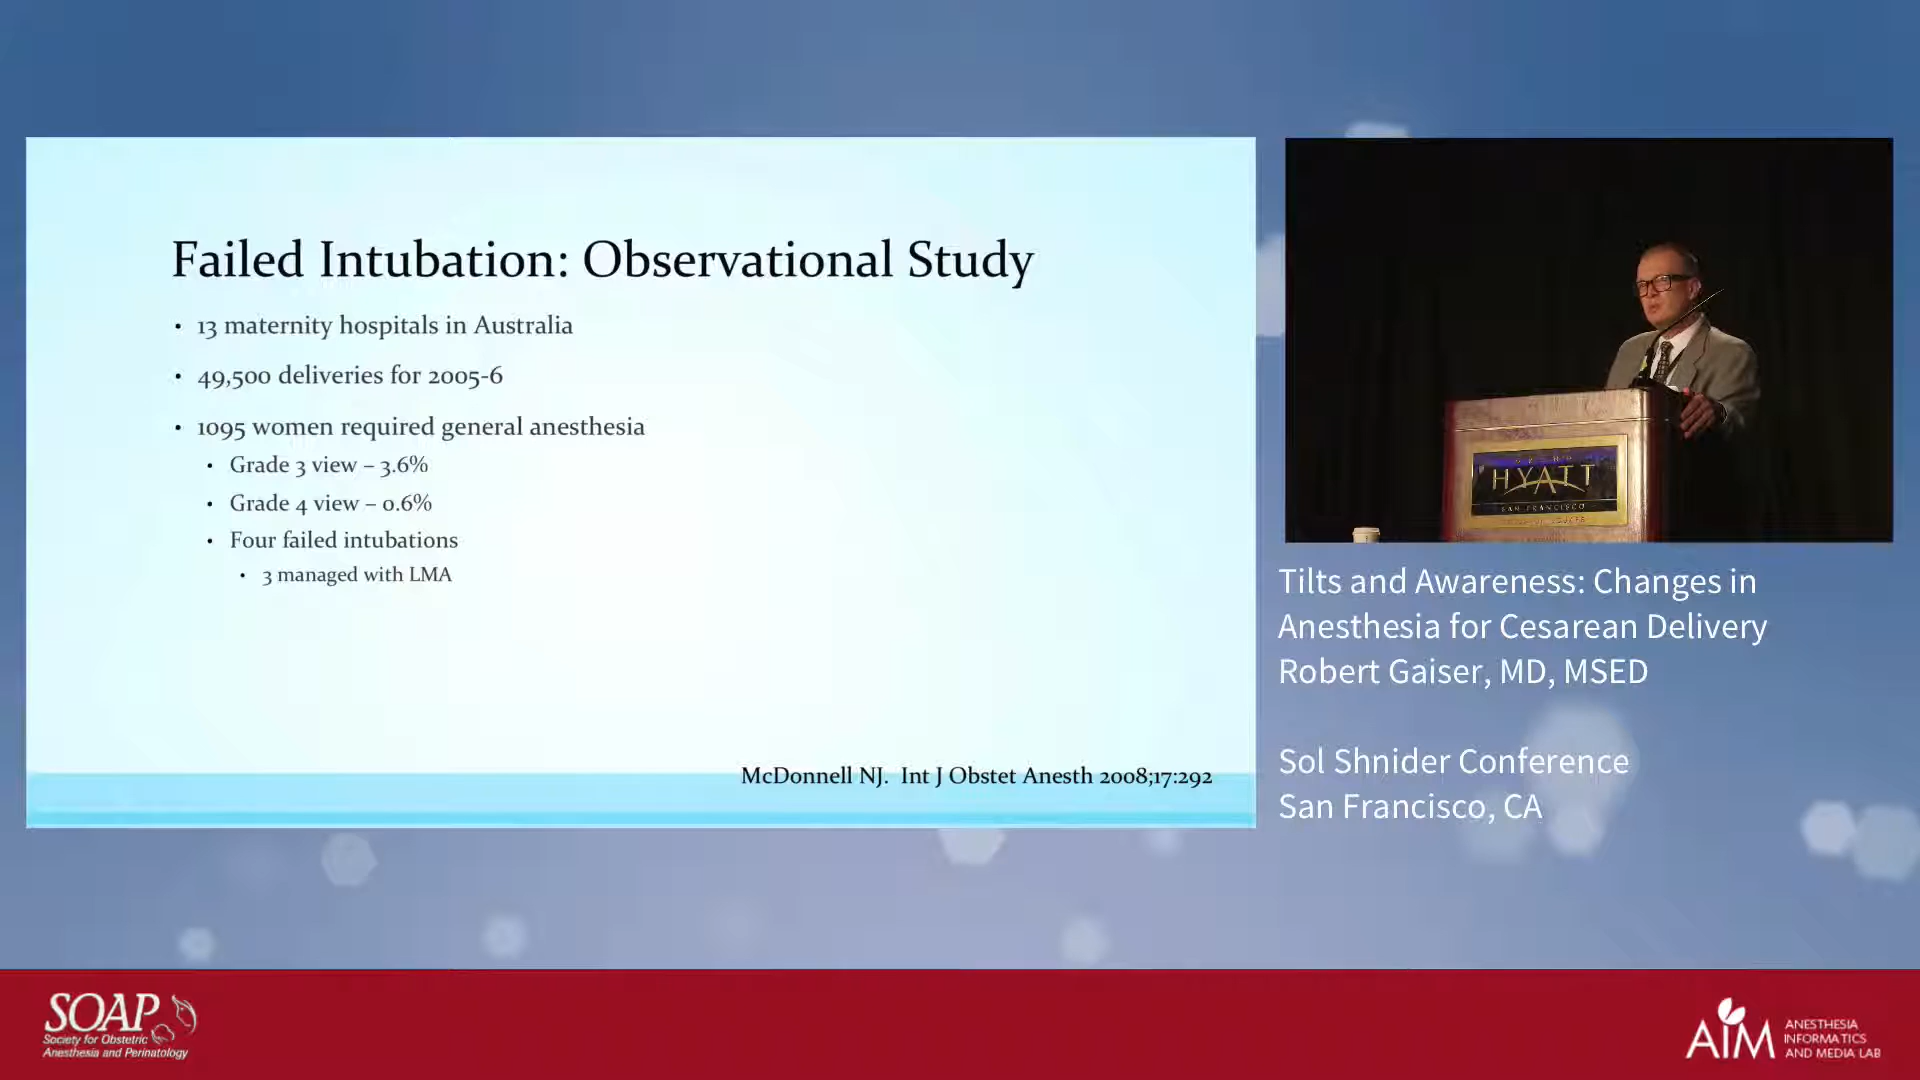 Failed Intubation: Observational Study
• 13 maternity hospitals in Australia
• 49,500 deliveries for 2005-6
• 1095 women required general anesthesia
• Grade 3 view – 3.6%
• Grade 4 view – 0.6%
• Four failed intubations
• 3 managed with LMA
McDonnell NJ. Int J Obstet Anesth 2008;17:292
HYATT
SAN FRANCISCO
Tilts and Awareness: Changes in
Anesthesia for Cesarean Delivery
Robert Gaiser, MD, MSED
Sol Shnider Conference
San Francisco, CA
SOAP
Society for Obstetric
Anesthesia and Perinatology
AIM
ANESTHESIA
INFORMATICS
AND MEDIA LAB